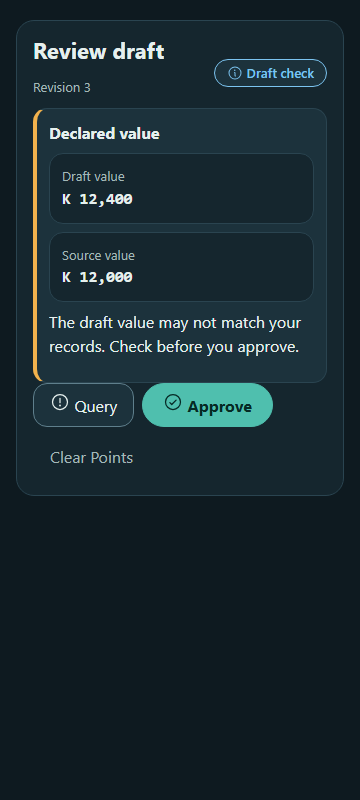 Review draft
Revision 3
Draft check
Declared value
Draft value
K 12,400
Source value
K 12,000
The draft value may not match your
records. Check before you approve.
Query
Approve
Clear Points